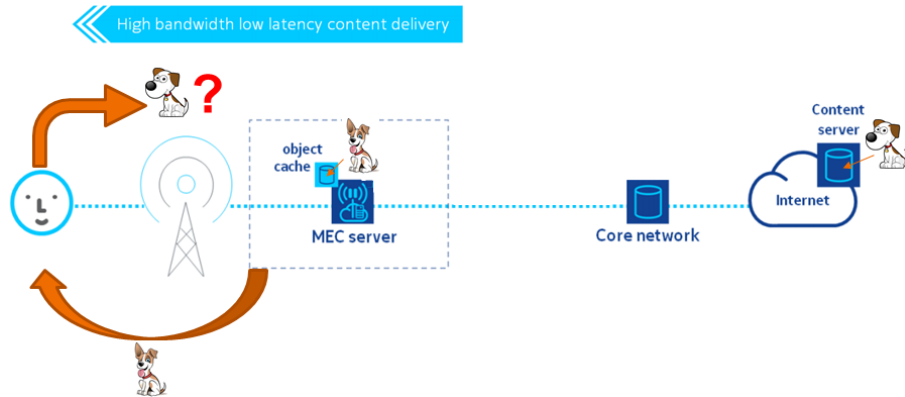 High bandwidth low latency content delivery
?
Content
server
object
cache
Internet
MEC server
Core network